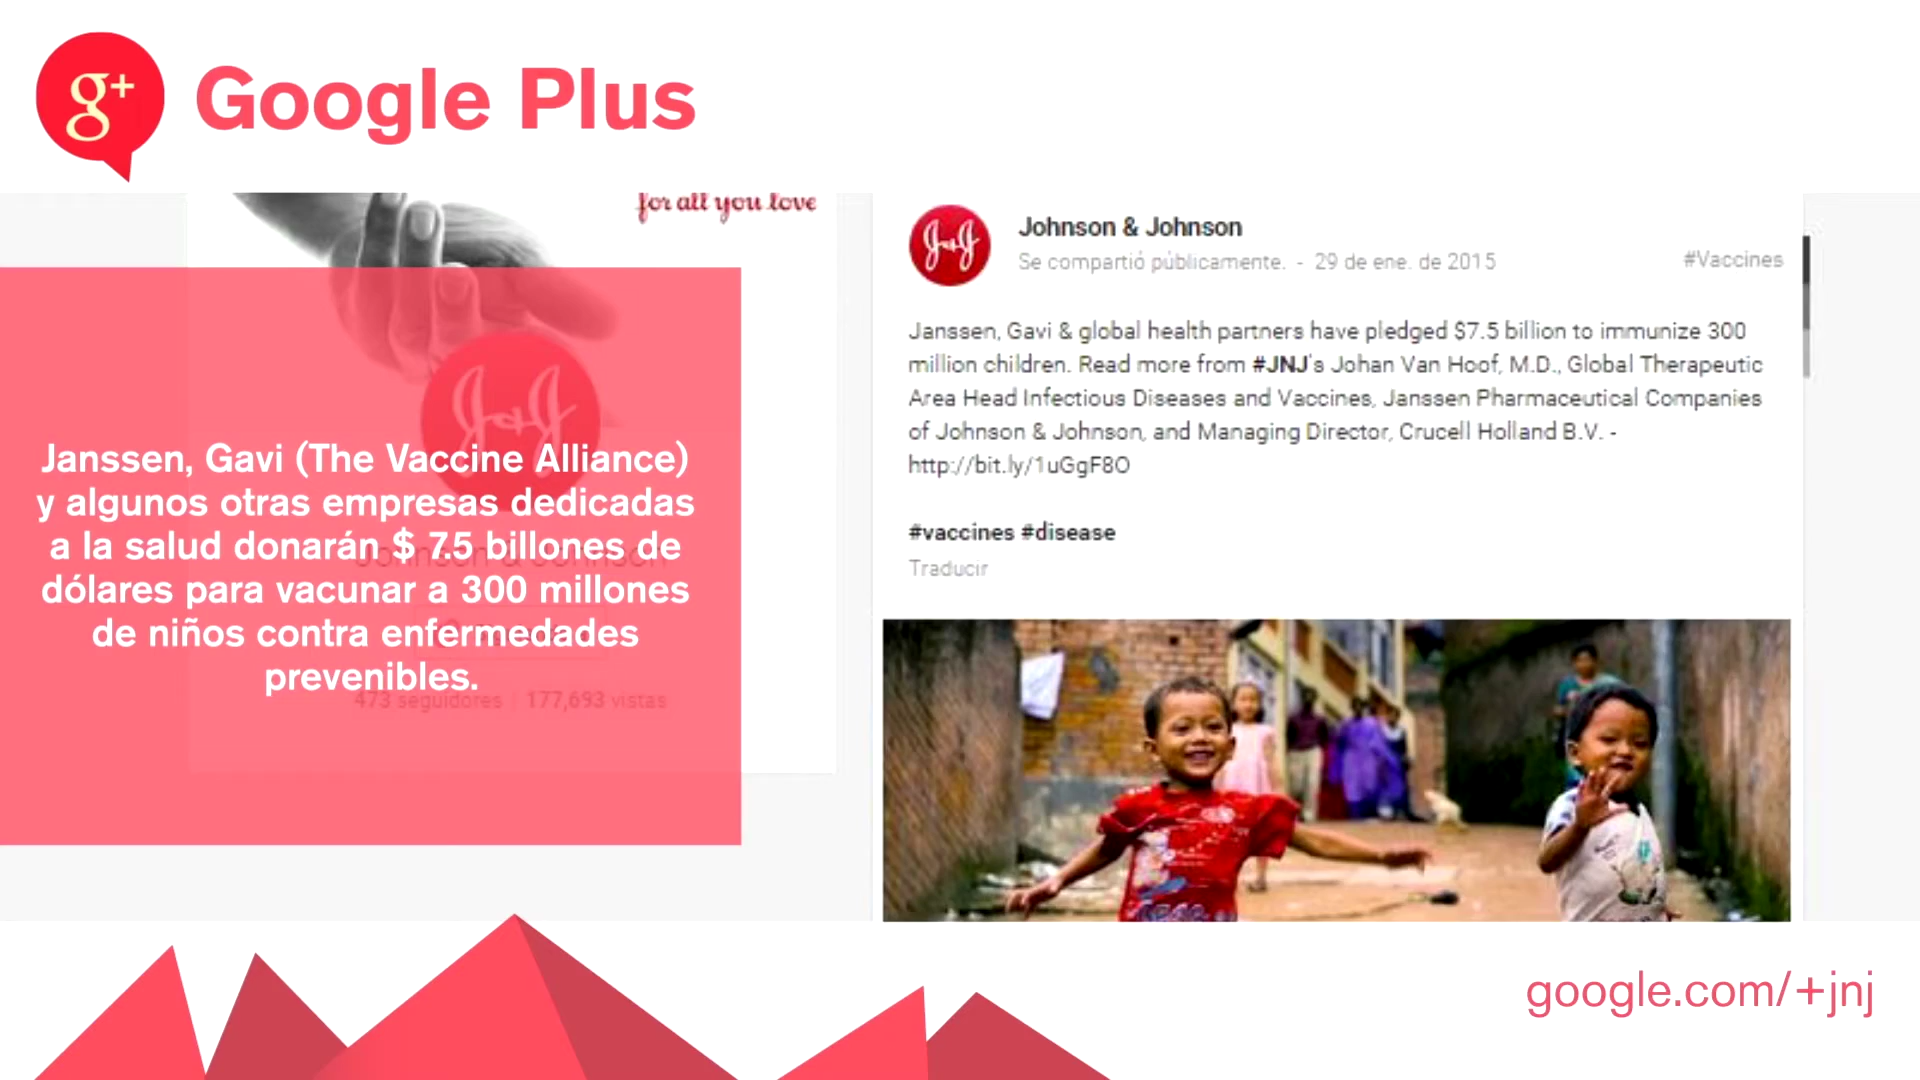 g+
Google Plus
for all you love
Janssen, Gavi (The Vaccine Alliance)
y algunos otras empresas dedicadas
a la salud donarán $ 7.5 billones de
dólares para vacunar a 300 millones
de niños contra enfermedades
prevenibles.
J&J
Johnson & Johnson
473 seguidores | 177,693 vistas
J&J
Johnson & Johnson
Se compartió públicamente. - 29 de ene. de 2015
#Vaccines
Janssen, Gavi & global health partners have pledged $7.5 billion to immunize 300
million children. Read more from #JNJ's Johan Van Hoof, M.D., Global Therapeutic
Area Head Infectious Diseases and Vaccines, Janssen Pharmaceutical Companies
of Johnson & Johnson, and Managing Director, Crucell Holland B.V. -
http://bit.ly/1uGgF8O
#vaccines #disease
Traducir
google.com/+jnj